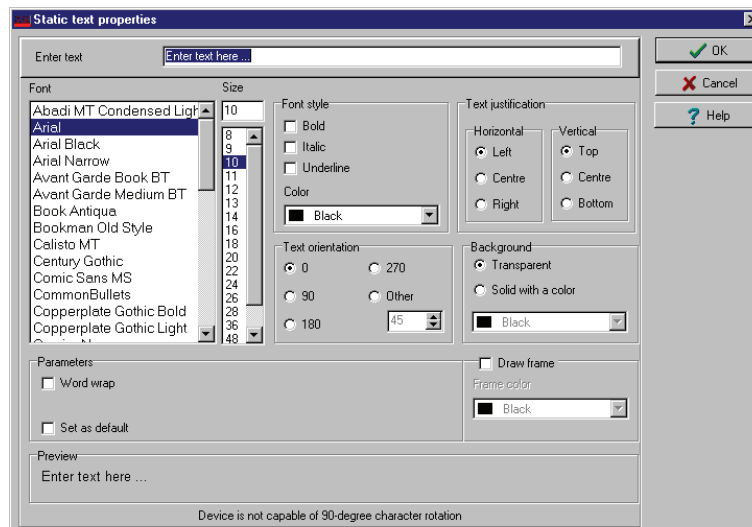 Static text properties
Enter text
Enter text here ...
OK
Cancel
Help
Font
Abadi MT Condensed Ligh
Arial
Arial Black
Arial Narrow
Avant Garde Book BT
Avant Garde Medium BT
Book Antiqua
Bookman Old Style
Calisto MT
Century Gothic
Comic Sans MS
CommonBullets
Copperplate Gothic Bold
Copperplate Gothic Light
Size
10
8
9
10
11
12
13
14
16
18
20
22
24
26
28
36
48
Font style
Bold
Italic
Underline
Color
Black
Text justification
Horizontal
Left
Centre
Right
Vertical
Top
Centre
Bottom
Text orientation
0
270
90
Other
180
45
Background
Transparent
Solid with a color
Black
Parameters
Word wrap
Set as default
Draw frame
Frame color
Black
Preview
Enter text here ...
Device is not capable of 90-degree character rotation